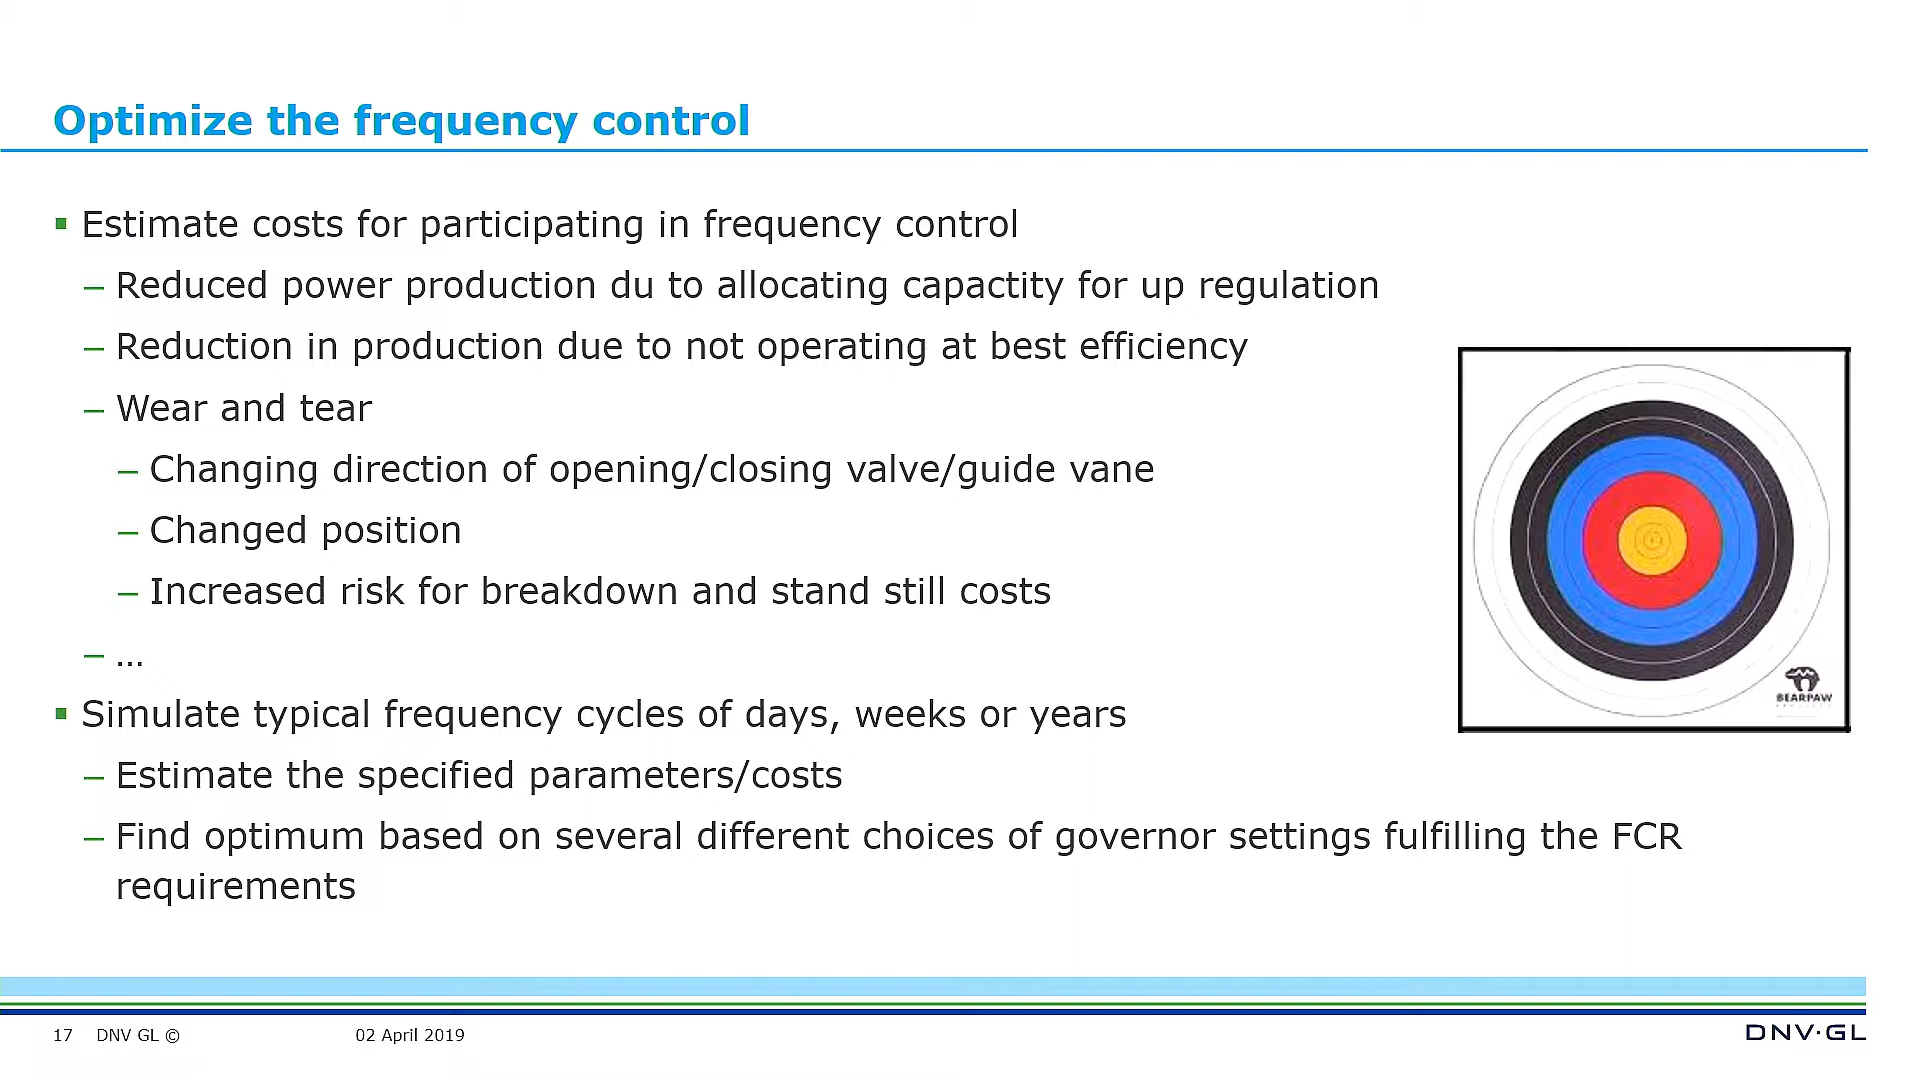 Optimize the frequency control
▪ Estimate costs for participating in frequency control
– Reduced power production du to allocating capactity for up regulation
– Reduction in production due to not operating at best efficiency
– Wear and tear
– Changing direction of opening/closing valve/guide vane
– Changed position
– Increased risk for breakdown and stand still costs
– …
▪ Simulate typical frequency cycles of days, weeks or years
– Estimate the specified parameters/costs
– Find optimum based on several different choices of governor settings fulfilling the FCR
requirements
BEARPAW
17 DNV GL © 02 April 2019
DNV·GL